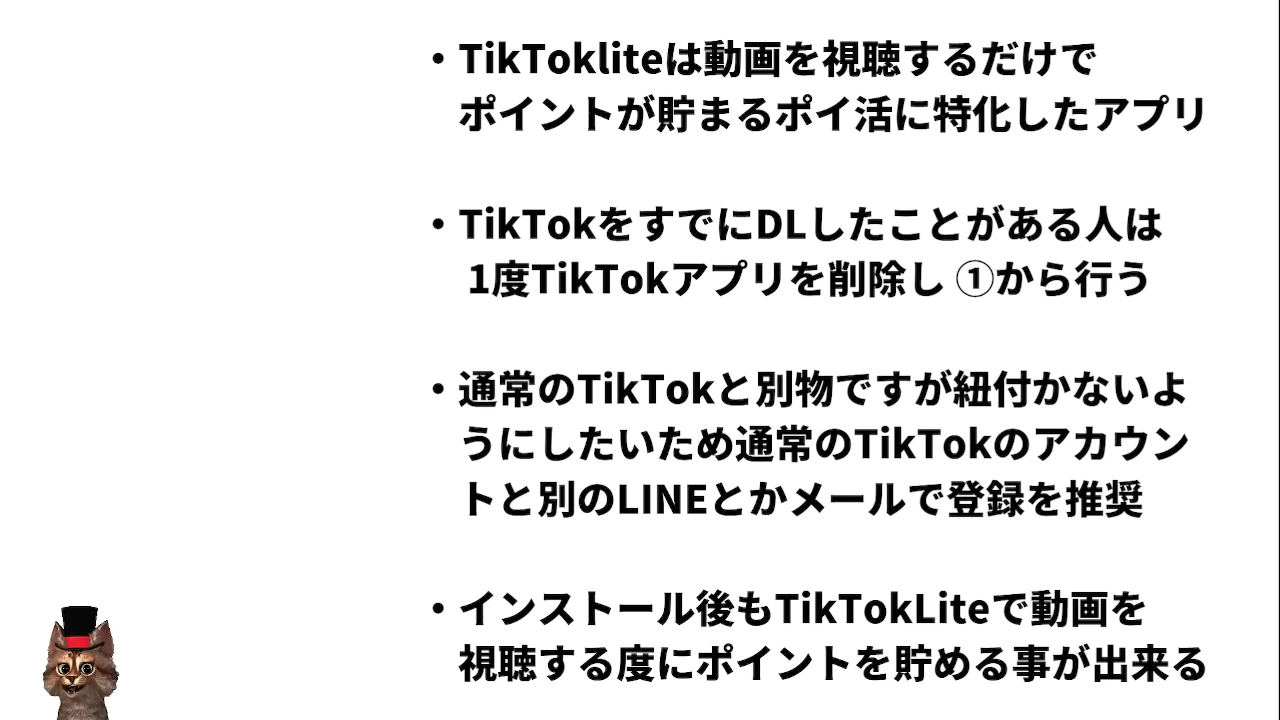 ・TikTokliteは動画を視聴するだけで
ポイントが貯まるポイ活に特化したアプリ
・TikTokをすでにDLしたことがある人は
1度TikTokアプリを削除し ①から行う
・通常のTikTokと別物ですが紐付かないよ
うにしたいため通常のTikTokのアカウン
トと別のLINEとかメールで登録を推奨
・インストール後もTikTokLiteで動画を
視聴する度にポイントを貯める事が出来る